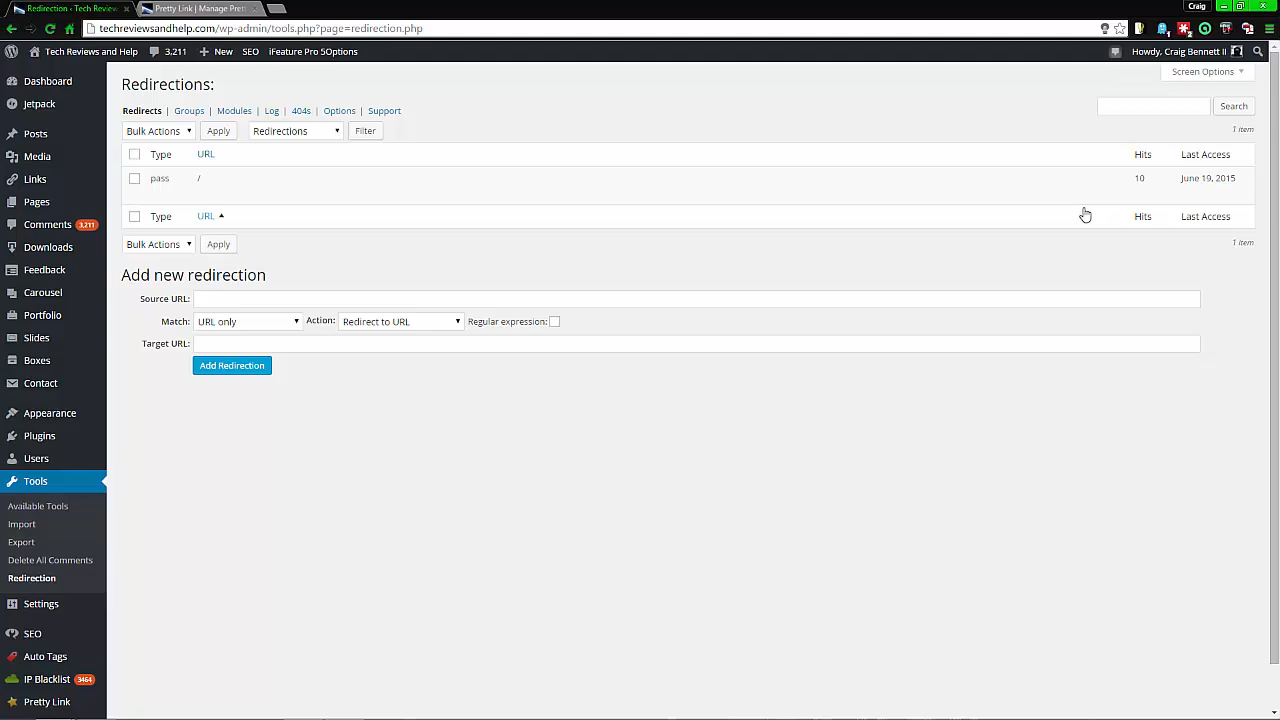 Redirection ‹ Tech Review
Pretty Link | Manage Pret
Craig
techreviewsandhelp.com/wp-admin/tools.php?page=redirection.php
Tech Reviews and Help 3,211 New SEO iFeature Pro 5Options
Howdy, Craig Bennett II
Screen Options
Dashboard
Jetpack
Posts
Media
Links
Pages
Comments 3,211
Downloads
Feedback
Carousel
Portfolio
Slides
Boxes
Contact
Appearance
Plugins
Users
Tools
Available Tools
Import
Export
Delete All Comments
Redirection
Settings
SEO
Auto Tags
IP Blacklist 3464
Pretty Link
Redirections:
Redirects | Groups | Modules | Log | 404s | Options | Support
Search
Bulk Actions Apply Redirections Filter
1 item
Type URL Hits Last Access
pass / 10 June 19, 2015
Type URL Hits Last Access
Bulk Actions Apply
1 item
Add new redirection
Source URL:
Match: URL only Action: Redirect to URL Regular expression:
Target URL:
Add Redirection